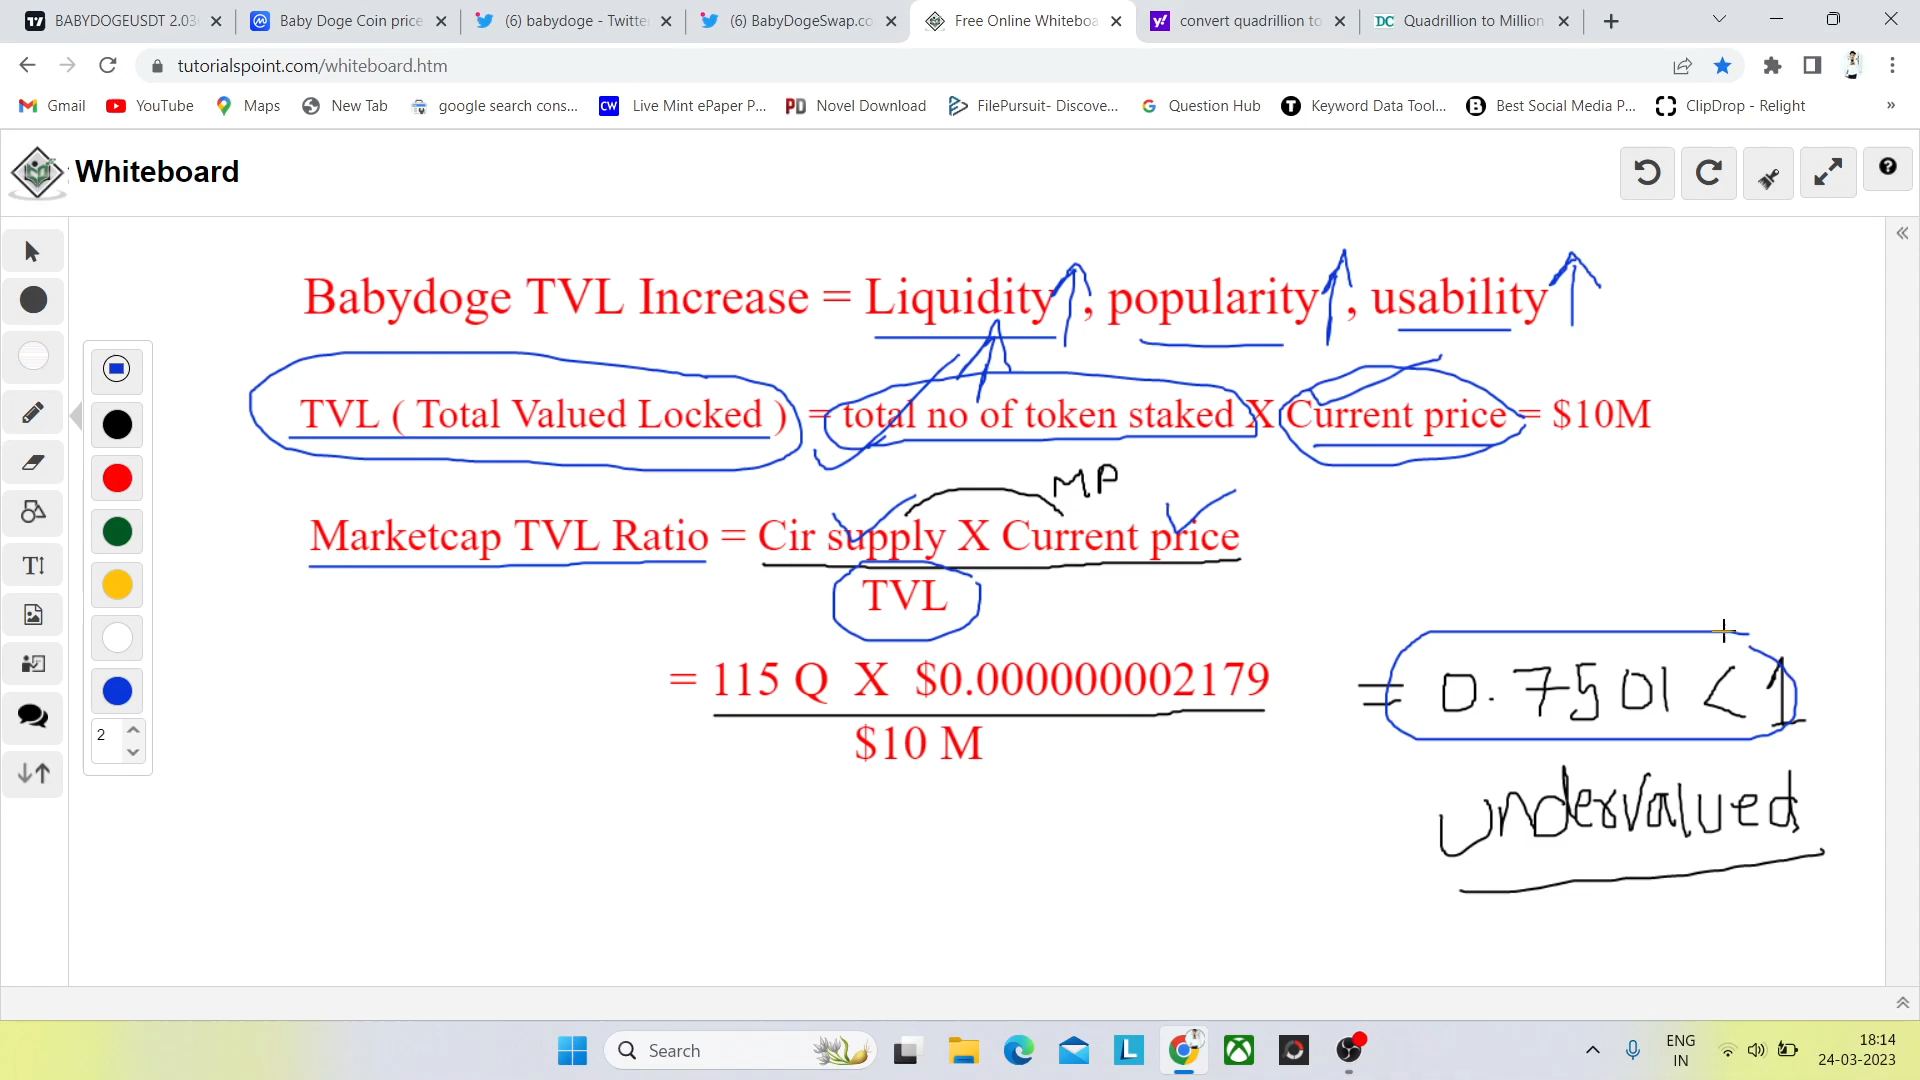 BABYDOGEUSDT 2.03
Baby Doge Coin price
(6) babydoge - Twitte
(6) BabyDogeSwap.co
Free Online Whiteboa
convert quadrillion to
DC Quadrillion to Million
tutorialspoint.com/whiteboard.htm
Gmail YouTube Maps New Tab google search cons... CW Live Mint ePaper P... PD Novel Download FilePursuit- Discove... G Question Hub T Keyword Data Tool... B Best Social Media P... ClipDrop - Relight »
Whiteboard
Babydoge TVL Increase = Liquidity , popularity , usability
TVL ( Total Valued Locked ) = total no of token staked X Current price = $10M
MP
Marketcap TVL Ratio = Cir supply X Current price
TVL
= 115 Q X $0.000000002179 = 0.7501 < 1
$10 M
undervalued
2
Search
ENG
IN
18:14
24-03-2023